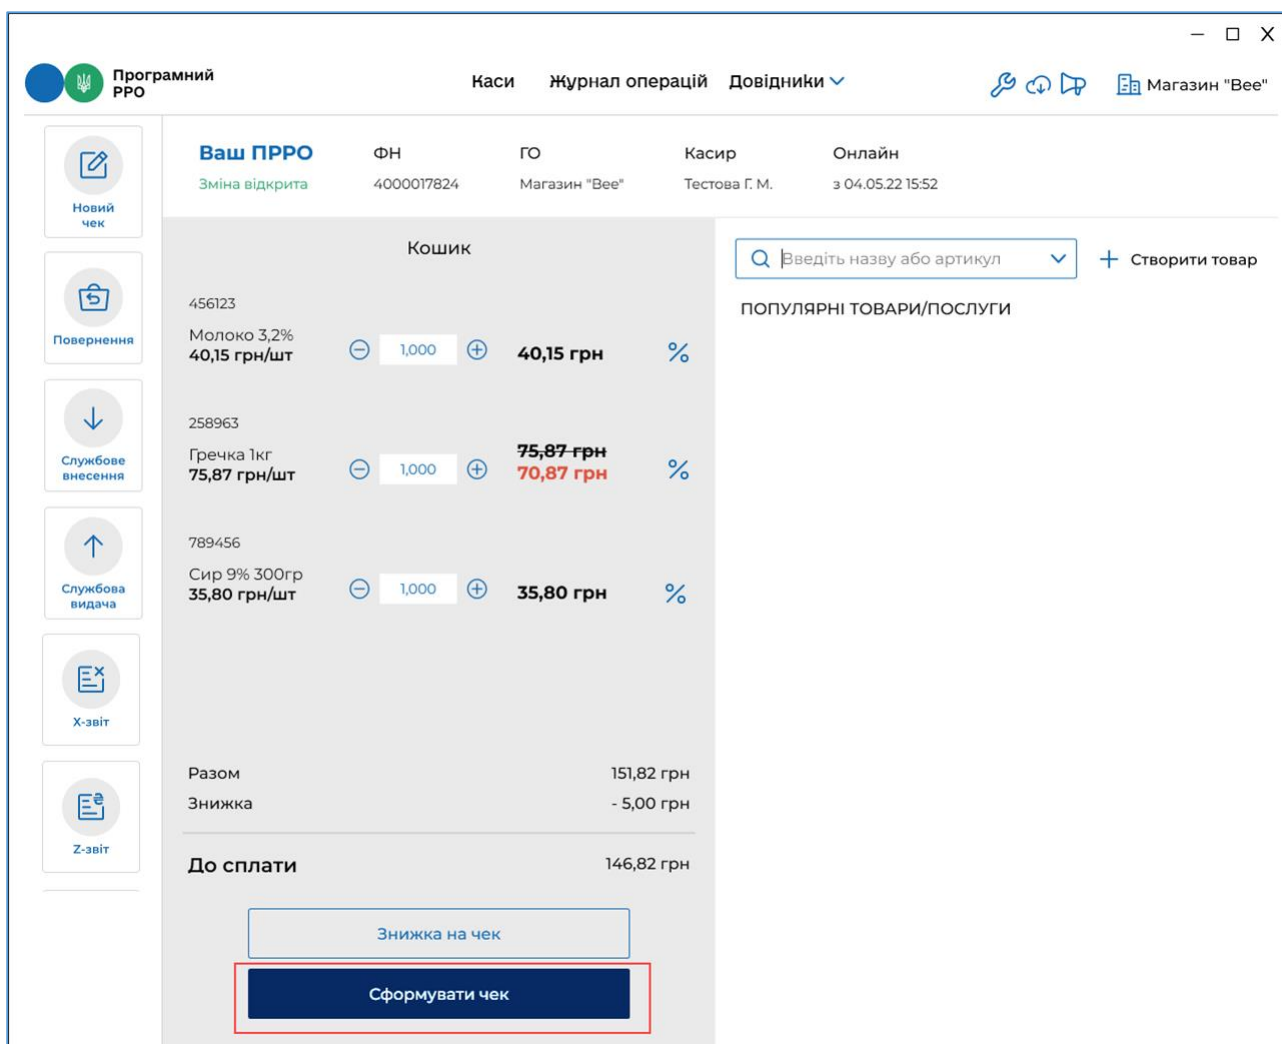 Програмний
РРО
Каси Журнал операцій Довідники
Магазин "Bee"
Новий
чек
Повернення
Службове
внесення
Службова
видача
X-звіт
Z-звіт
Ваш ПРРО ФН ГО Касир Онлайн
Зміна відкрита 4000017824 Магазин "Bee" Тестова Г. М. з 04.05.22 15:52
Кошик
456123
Молоко 3,2%
40,15 грн/шт 1,000 40,15 грн %
258963
Гречка 1кг 75,87 грн
75,87 грн/шт 1,000 70,87 грн %
789456
Сир 9% 300гр
35,80 грн/шт 1,000 35,80 грн %
Разом 151,82 грн
Знижка - 5,00 грн
До сплати 146,82 грн
Знижка на чек
Сформувати чек
Введіть назву або артикул
+ Створити товар
ПОПУЛЯРНІ ТОВАРИ/ПОСЛУГИ